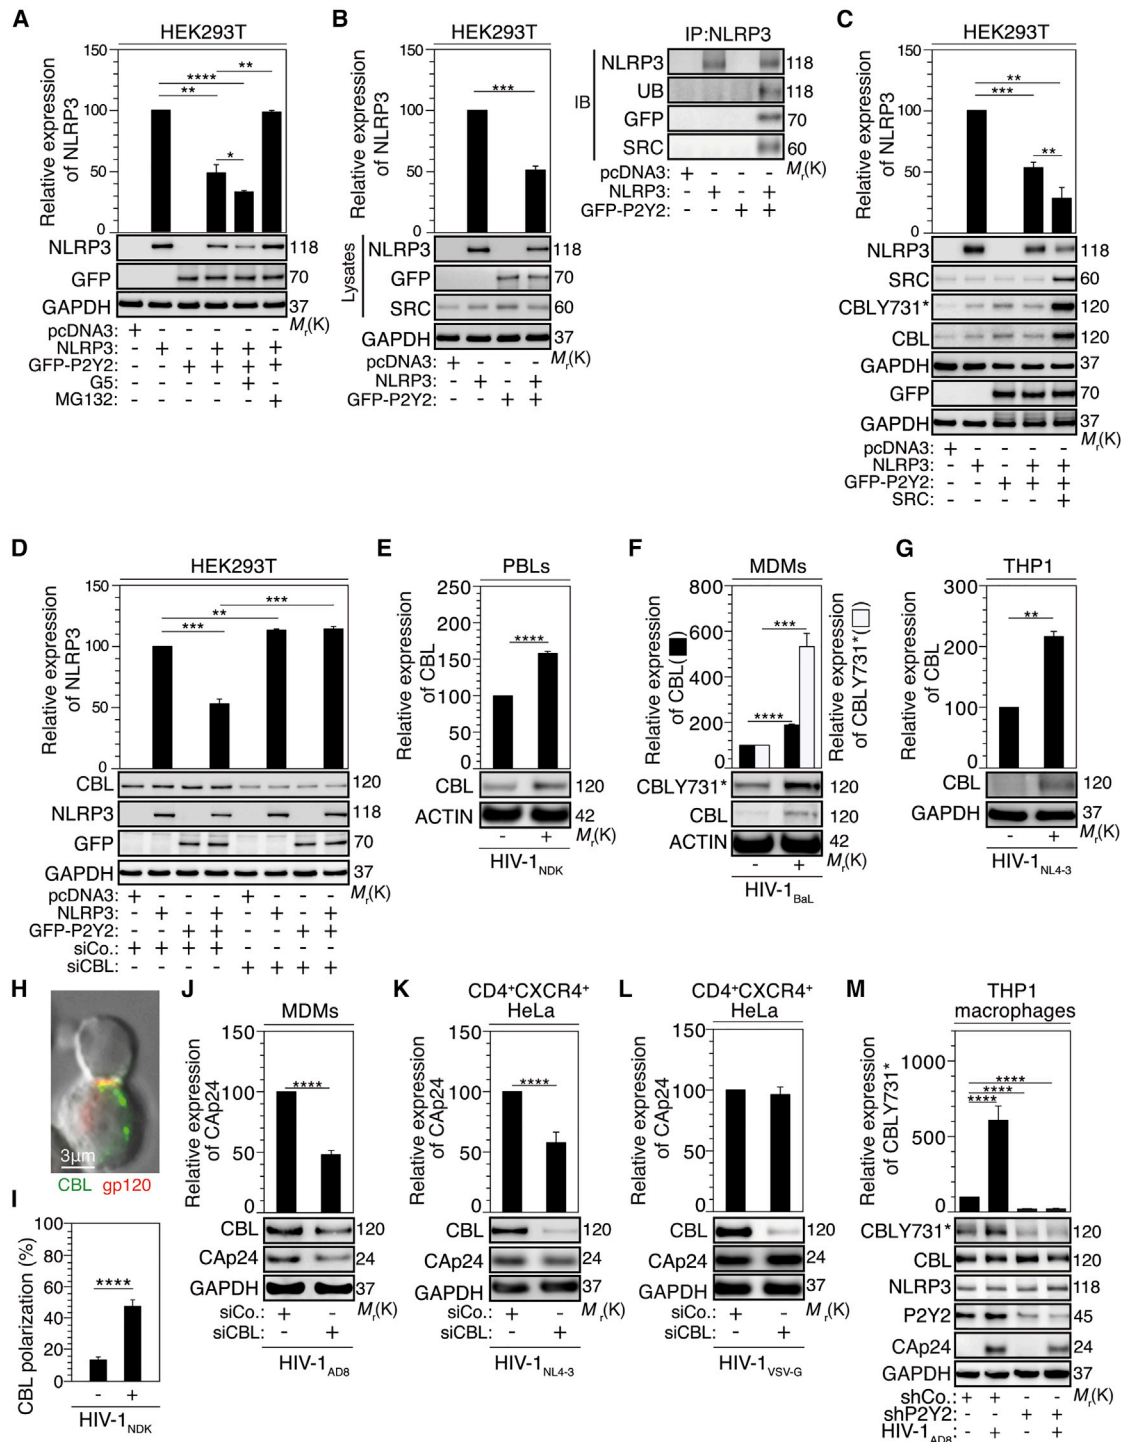 A
HEK293T
Relative expression
of NLRP3
150
100
50
0
**
****
**
*
NLRP3 118
GFP 70
GAPDH 37
Mr(K)
pcDNA3: + - - - - -
NLRP3: - + - + + +
GFP-P2Y2: - - + + + +
G5: - - - - + -
MG132: - - - - - +
B
HEK293T
Relative expression
of NLRP3
150
100
50
0
***
Lysates
NLRP3 118
GFP 70
SRC 60
GAPDH 37
Mr(K)
pcDNA3: + - - -
NLRP3: - + - +
GFP-P2Y2: - - + +
IP:NLRP3
IB
NLRP3 118
UB 118
GFP 70
SRC 60
Mr(K)
pcDNA3: + - - -
NLRP3: - + - +
GFP-P2Y2: - - + +
C
HEK293T
Relative expression
of NLRP3
150
100
50
0
**
***
**
NLRP3 118
SRC 60
CBLY731* 120
CBL 120
GAPDH 37
GFP 70
GAPDH 37
Mr(K)
pcDNA3: + - - - -
NLRP3: - + - + +
GFP-P2Y2: - - + + +
SRC: - - - - +
D
HEK293T
Relative expression
of NLRP3
150
100
50
0
***
**
***
CBL 120
NLRP3 118
GFP 70
GAPDH 37
Mr(K)
pcDNA3: + - - - + - - -
NLRP3: - + - + - + - +
GFP-P2Y2: - - + + - - + +
siCo.: + + + + - - - -
siCBL: - - - - + + + +
E
PBLs
Relative expression
of CBL
250
200
150
100
50
0
****
CBL 120
ACTIN 42
- + Mr(K)
HIV-1NDK
F
MDMs
Relative expression
of CBL(■)
Relative expression
of CBLY731*(□)
800
600
400
200
0
***
****
CBLY731* 120
CBL 120
ACTIN 42
- + Mr(K)
HIV-1BaL
G
THP1
Relative expression
of CBL
300
200
100
0
**
CBL 120
GAPDH 37
- + Mr(K)
HIV-1NL4-3
H
3µm
CBL gp120
I
CBL polarization (%)
100
80
60
40
20
0
****
- +
HIV-1NDK
J
MDMs
Relative expression
of CAp24
150
100
50
0
****
CBL 120
CAp24 24
GAPDH 37
siCo.: + - Mr(K)
siCBL: - +
HIV-1AD8
K
CD4+CXCR4+
HeLa
Relative expression
of CAp24
150
100
50
0
****
CBL 120
CAp24 24
GAPDH 37
siCo.: + - Mr(K)
siCBL: - +
HIV-1NL4-3
L
CD4+CXCR4+
HeLa
Relative expression
of CAp24
150
100
50
0
CBL 120
CAp24 24
GAPDH 37
siCo.: + - Mr(K)
siCBL: - +
HIV-1VSV-G
M
THP1
macrophages
Relative expression
of CBLY731*
1000
500
0
****
****
****
CBLY731* 120
CBL 120
NLRP3 118
P2Y2 45
CAp24 24
GAPDH 37
shCo.: + + - - Mr(K)
shP2Y2: - - + +
HIV-1AD8: - + - +